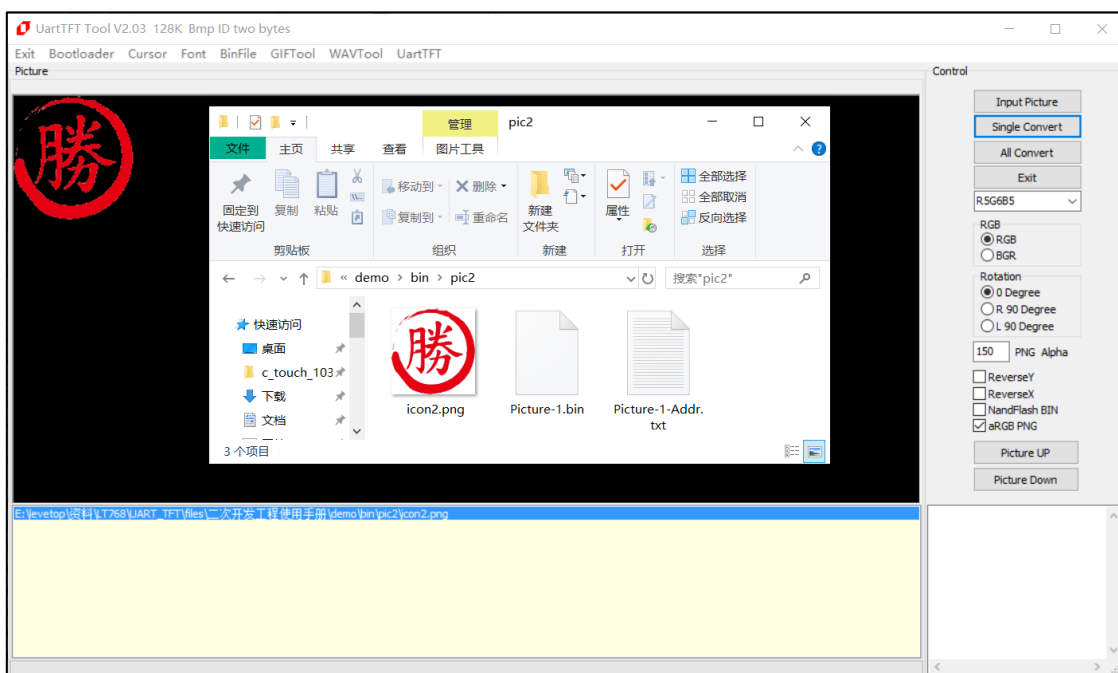 UartTFT Tool V2.03 128K Bmp ID two bytes
Exit Bootloader Cursor Font BinFile GIFTool WAVTool UartTFT
Picture
勝
管理 pic2
文件 主页 共享 查看 图片工具
固定到
快速访问
复制 粘贴
移动到 删除
复制到 重命名
新建
文件夹
属性
全部选择
全部取消
反向选择
剪贴板 组织 新建 打开 选择
« demo › bin › pic2
搜索"pic2"
快速访问
桌面
c_touch_103
下载
文档
勝
icon2.png
Picture-1.bin
Picture-1-Addr.
txt
3 个项目
E:\levetop\资料\LT768\UART_TFT\files\二次开发工程使用手册\demo\bin\pic2\icon2.png
Control
Input Picture
Single Convert
All Convert
Exit
R5G6B5
RGB
RGB
BGR
Rotation
0 Degree
R 90 Degree
L 90 Degree
150 PNG Alpha
ReverseY
ReverseX
NandFlash BIN
aRGB PNG
Picture UP
Picture Down